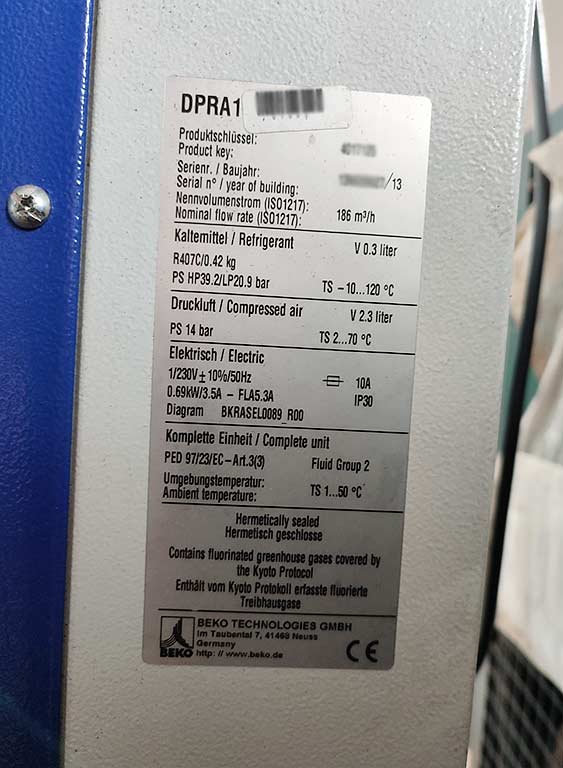 DPRA1
Produktschlüssel:
Product key:
Seriennr. / Baujahr:
Serial n° / year of building: /13
Nennvolumenstrom (ISO1217):
Nominal flow rate (ISO1217): 186 m³/h
Kaltemittel / Refrigerant V 0.3 liter
R407C/0.42 kg
PS HP39.2/LP20.9 bar TS -10...120 °C
Druckluft / Compressed air V 2.3 liter
PS 14 bar TS 2...70 °C
Elektrisch / Electric
1/230V±10%/50Hz 10A
0.69kW/3.5A - FLA5.3A IP30
Diagram BKRASEL0089_R00
Komplette Einheit / Complete unit
PED 97/23/EC-Art.3(3) Fluid Group 2
Umgebungstemperatur:
Ambient temperature: TS 1...50 °C
Hermetically sealed
Hermetisch geschlosse
Contains fluorinated greenhouse gases covered by
the Kyoto Protocol
Enthält vom Kyoto Protokoll erfasste fluorierte
Treibhausgase
BEKO TECHNOLOGIES GMBH
Im Taubental 7, 41468 Neuss
Germany
http: // www.beko.de
BEKO
CE